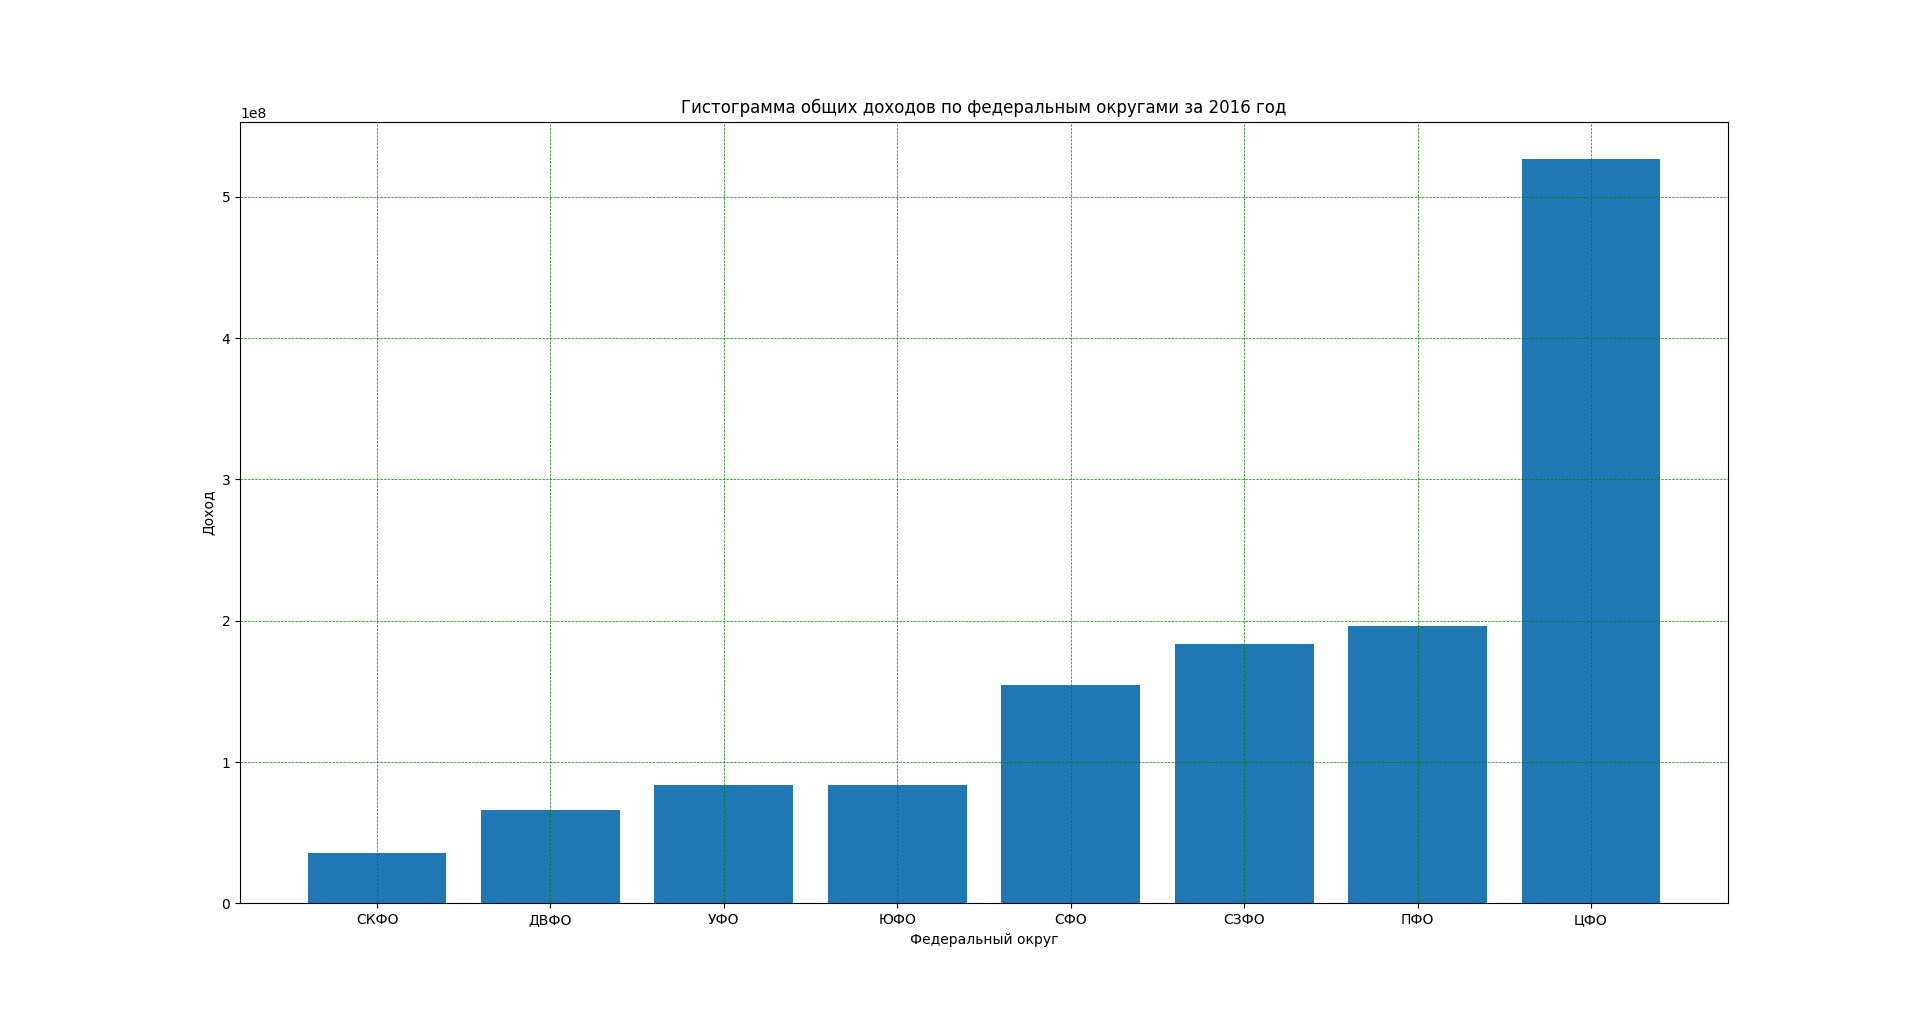 Гистограмма общих доходов по федеральным округами за 2016 год
1e8
5
4
3
2
1
0
Доход
СКФО ДВФО УФО ЮФО СФО СЗФО ПФО ЦФО
Федеральный округ